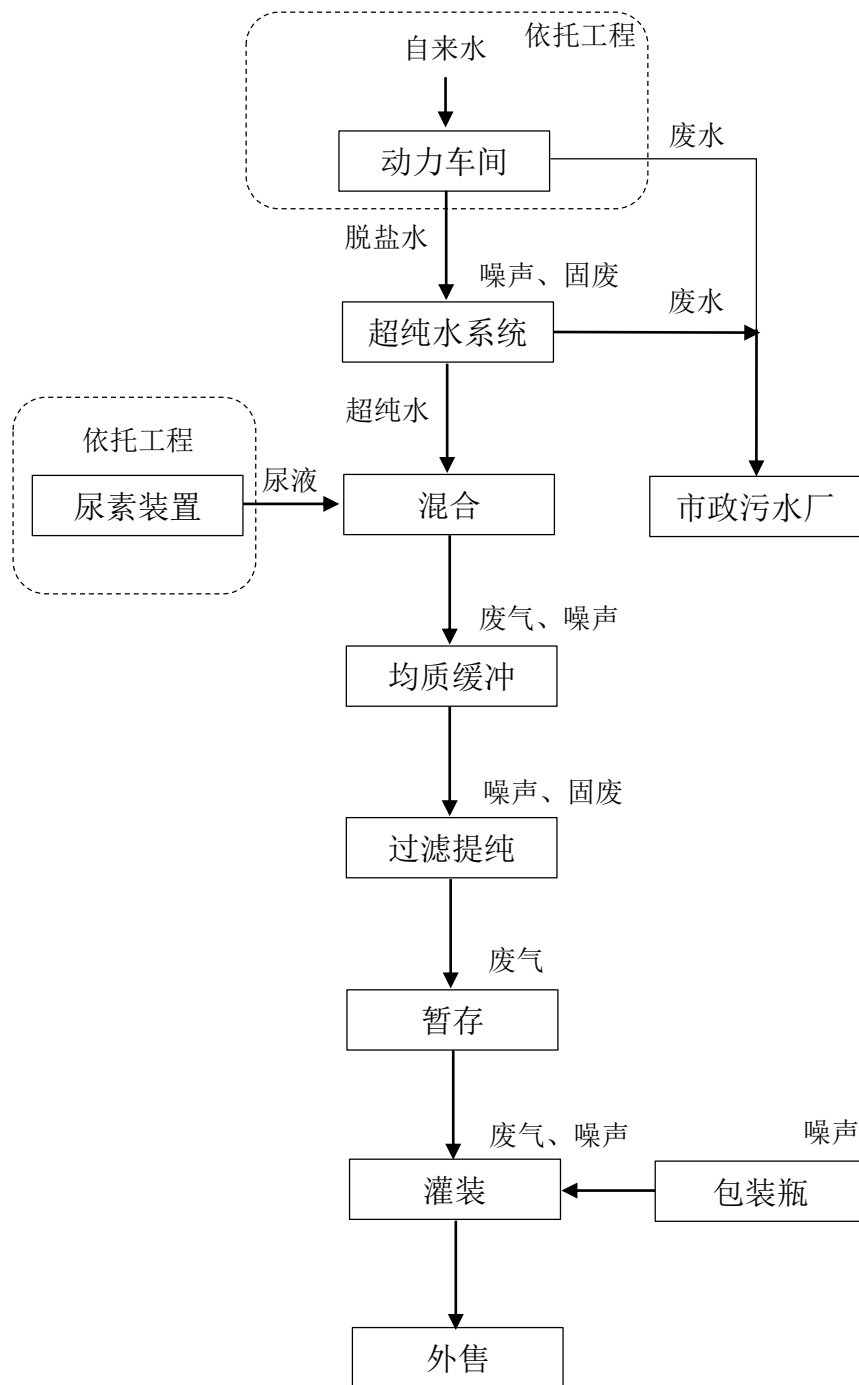 依托工程
自来水
动力车间
废水
脱盐水
噪声、固废
超纯水系统
废水
超纯水
依托工程
尿素装置
尿液
混合
市政污水厂
废气、噪声
均质缓冲
噪声、固废
过滤提纯
废气
暂存
废气、噪声
噪声
灌装
包装瓶
外售